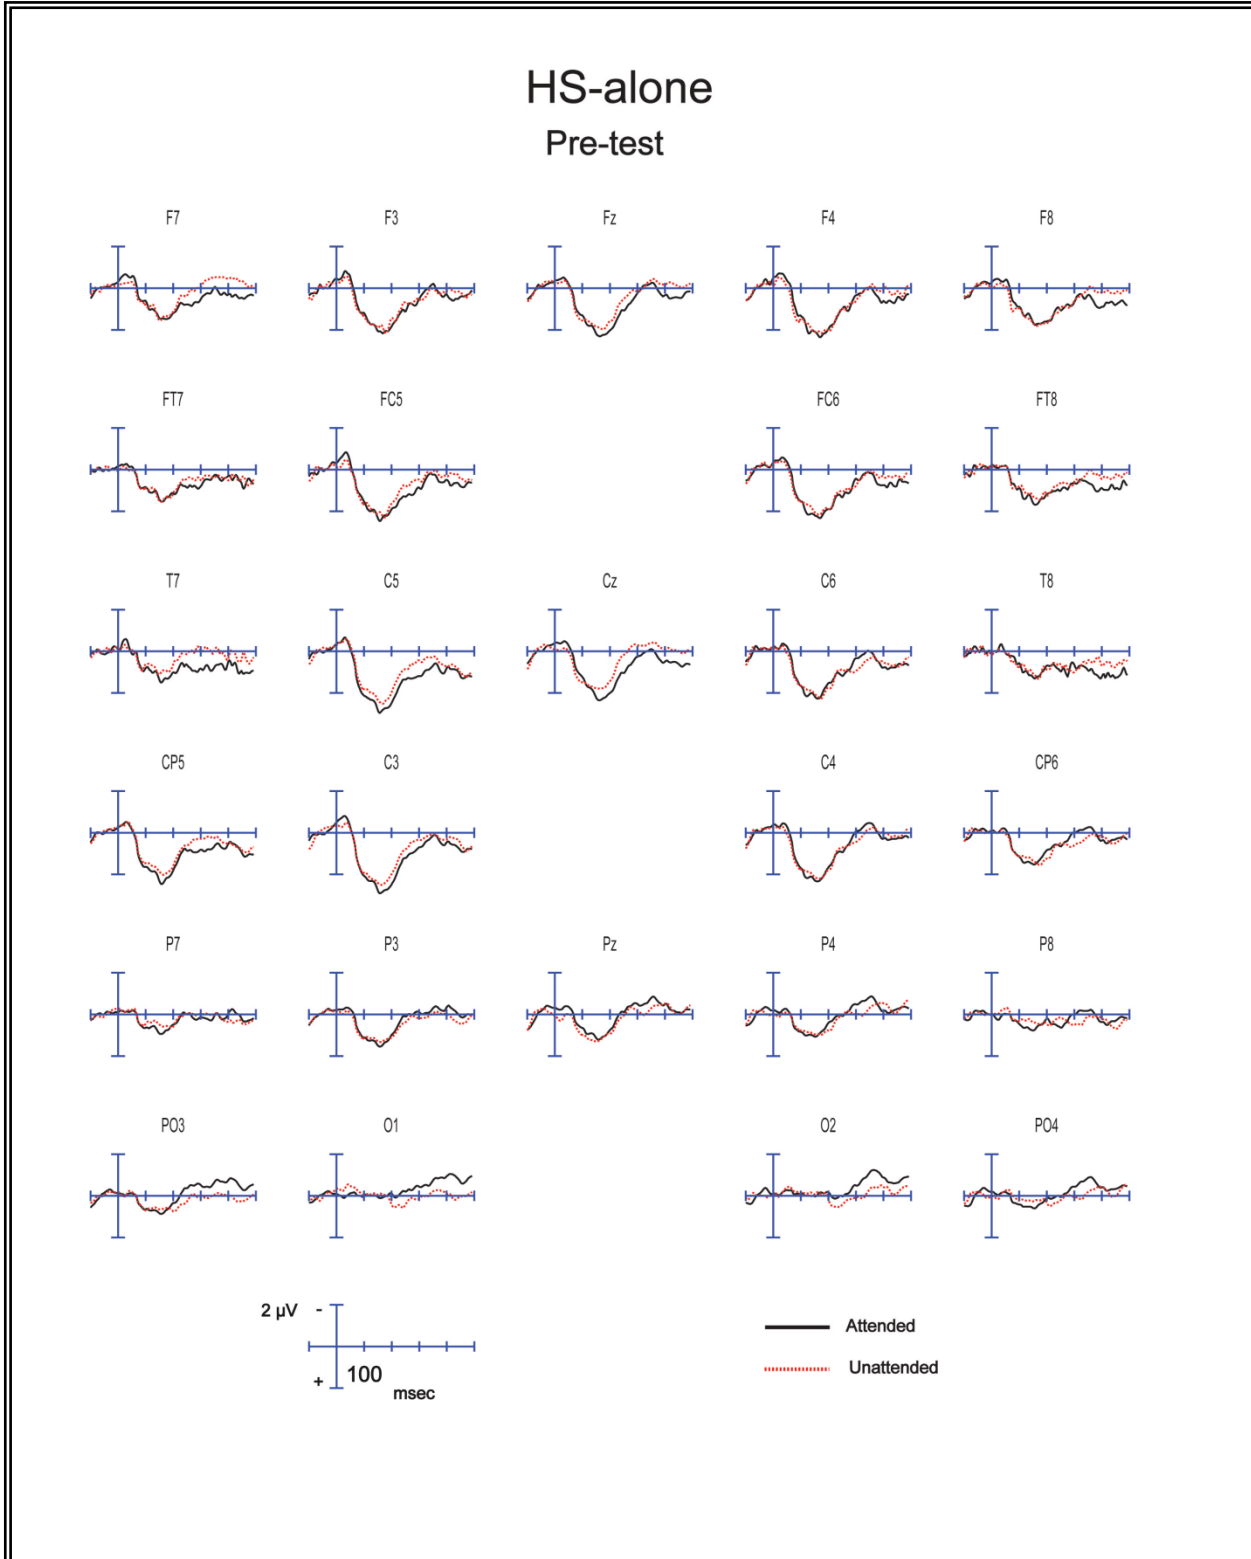 HS-alone
Pre-test
F7 F3 Fz F4 F8
FT7 FC5 FC6 FT8
T7 C5 Cz C6 T8
CP5 C3 C4 CP6
P7 P3 Pz P4 P8
PO3 O1 O2 PO4
2 µV -
+ 100
msec
Attended
Unattended